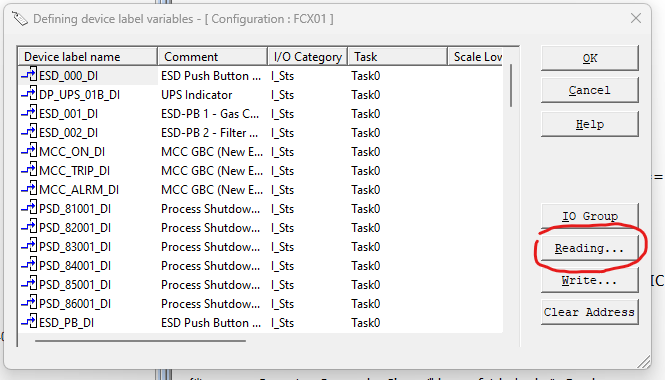 Defining device label variables - [ Configuration : FCX01 ]
Device label name Comment I/O Category Task Scale Low
ESD_000_DI ESD Push Button ... I_Sts Task0
DP_UPS_01B_DI UPS Indicator I_Sts Task0
ESD_001_DI ESD-PB 1 - Gas C... I_Sts Task0
ESD_002_DI ESD-PB 2 - Filter ... I_Sts Task0
MCC_ON_DI MCC GBC (New E... I_Sts Task0
MCC_TRIP_DI MCC GBC (New E... I_Sts Task0
MCC_ALRM_DI MCC GBC (New E... I_Sts Task0
PSD_81001_DI Process Shutdow... I_Sts Task0
PSD_82001_DI Process Shutdow... I_Sts Task0
PSD_83001_DI Process Shutdow... I_Sts Task0
PSD_84001_DI Process Shutdow... I_Sts Task0
PSD_85001_DI Process Shutdow... I_Sts Task0
PSD_86001_DI Process Shutdow... I_Sts Task0
ESD_PB_DI ESD Push Button ... I_Sts Task0
OK
Cancel
Help
IO Group
Reading...
Write...
Clear Address